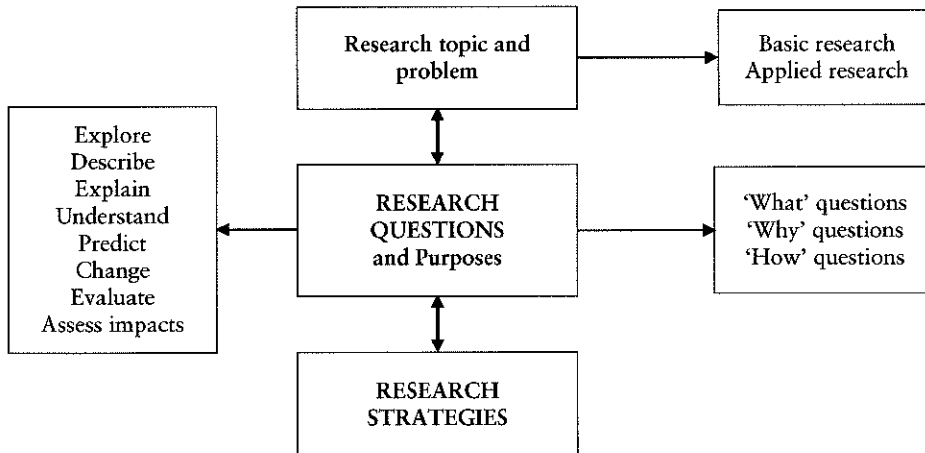 Research topic and
problem
Basic research
Applied research
Explore
Describe
Explain
Understand
Predict
Change
Evaluate
Assess impacts
RESEARCH
QUESTIONS
and Purposes
‘What’ questions
‘Why’ questions
‘How’ questions
RESEARCH
STRATEGIES